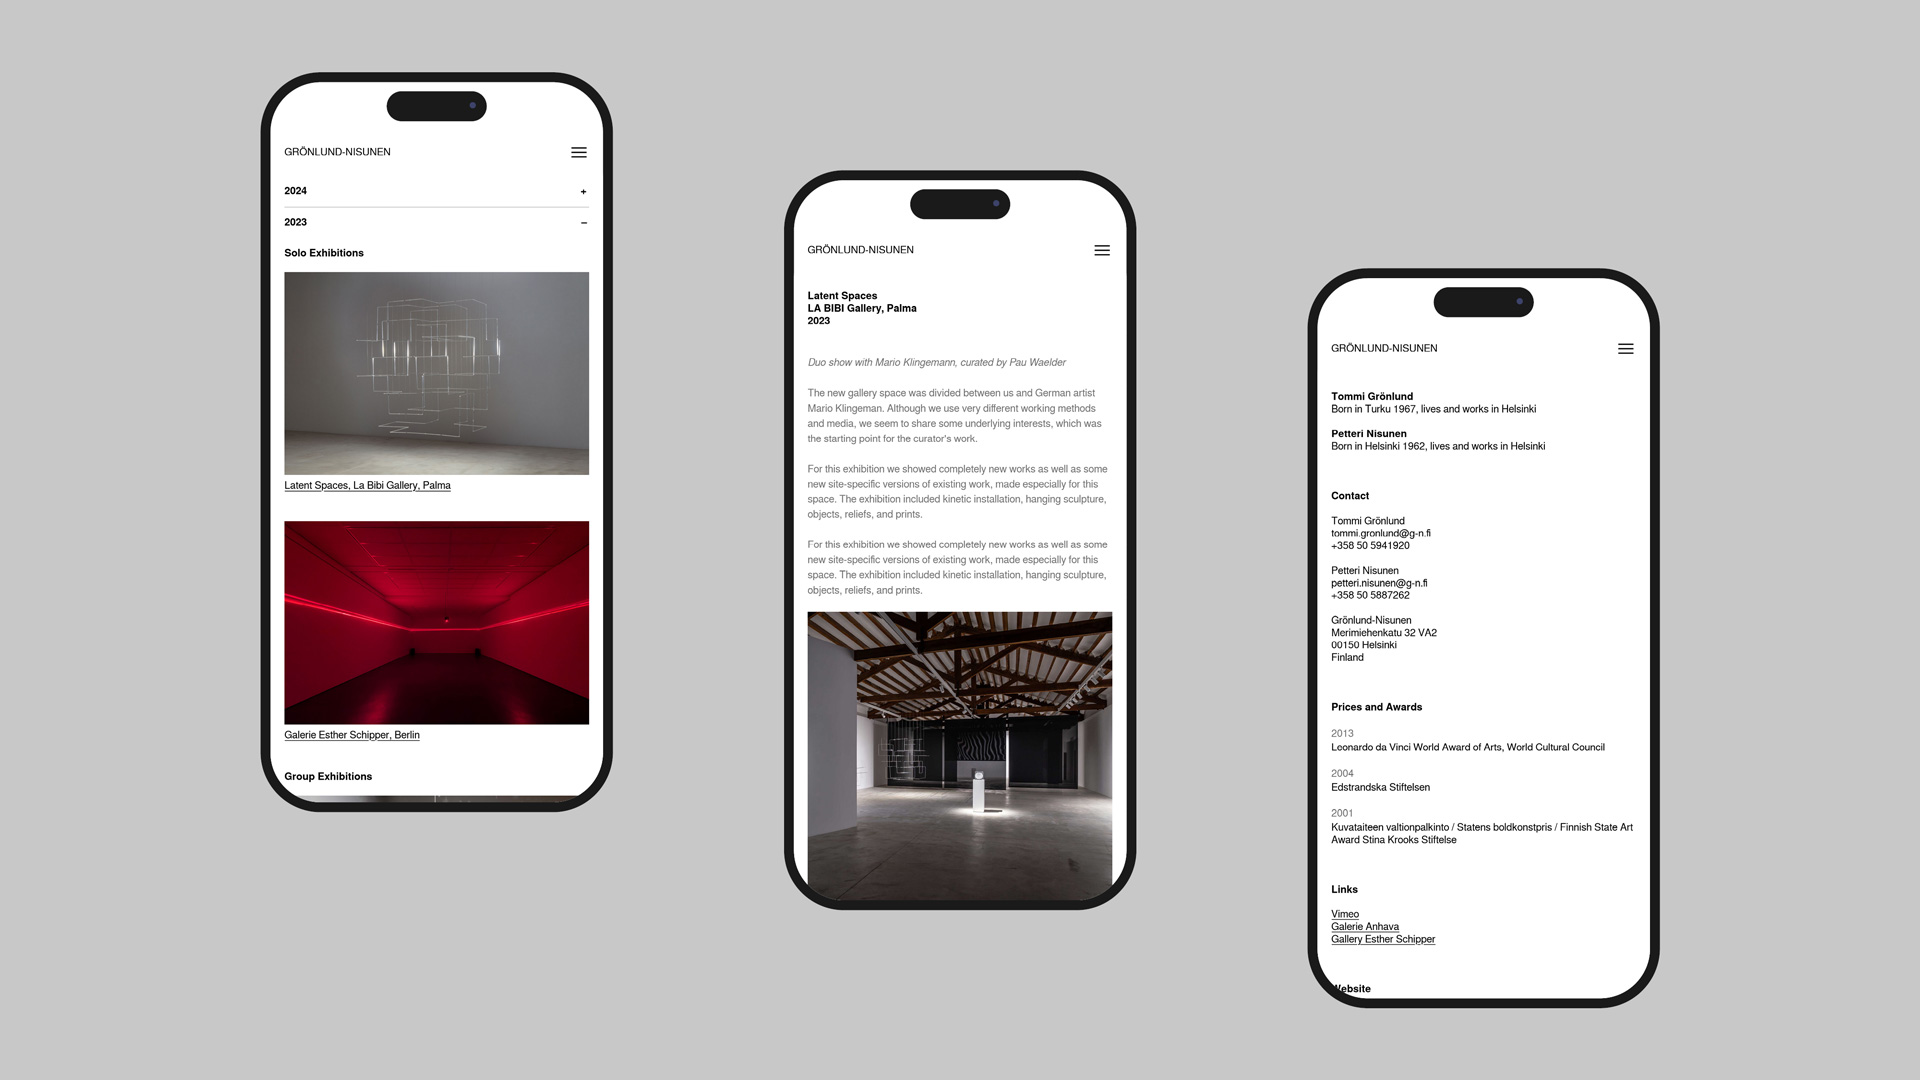 GRÖNLUND-NISUNEN
2024 +
2023 –
Solo Exhibitions
Latent Spaces, La Bibi Gallery, Palma
Galerie Esther Schipper, Berlin
Group Exhibitions
GRÖNLUND-NISUNEN
Latent Spaces
LA BIBI Gallery, Palma
2023
Duo show with Mario Klingemann, curated by Pau Waelder
The new gallery space was divided between us and German artist
Mario Klingeman. Although we use very different working methods
and media, we seem to share some underlying interests, which was
the starting point for the curator's work.
For this exhibition we showed completely new works as well as some
new site-specific versions of existing work, made especially for this
space. The exhibition included kinetic installation, hanging sculpture,
objects, reliefs, and prints.
For this exhibition we showed completely new works as well as some
new site-specific versions of existing work, made especially for this
space. The exhibition included kinetic installation, hanging sculpture,
objects, reliefs, and prints.
GRÖNLUND-NISUNEN
Tommi Grönlund
Born in Turku 1967, lives and works in Helsinki
Petteri Nisunen
Born in Helsinki 1962, lives and works in Helsinki
Contact
Tommi Grönlund
tommi.gronlund@g-n.fi
+358 50 5941920
Petteri Nisunen
petteri.nisunen@g-n.fi
+358 50 5887262
Grönlund-Nisunen
Merimiehenkatu 32 VA2
00150 Helsinki
Finland
Prices and Awards
2013
Leonardo da Vinci World Award of Arts, World Cultural Council
2004
Edstrandska Stiftelsen
2001
Kuvataiteen valtionpalkinto / Statens boldkonstpris / Finnish State Art
Award Stina Krooks Stiftelse
Links
Vimeo
Galerie Anhava
Gallery Esther Schipper
Website